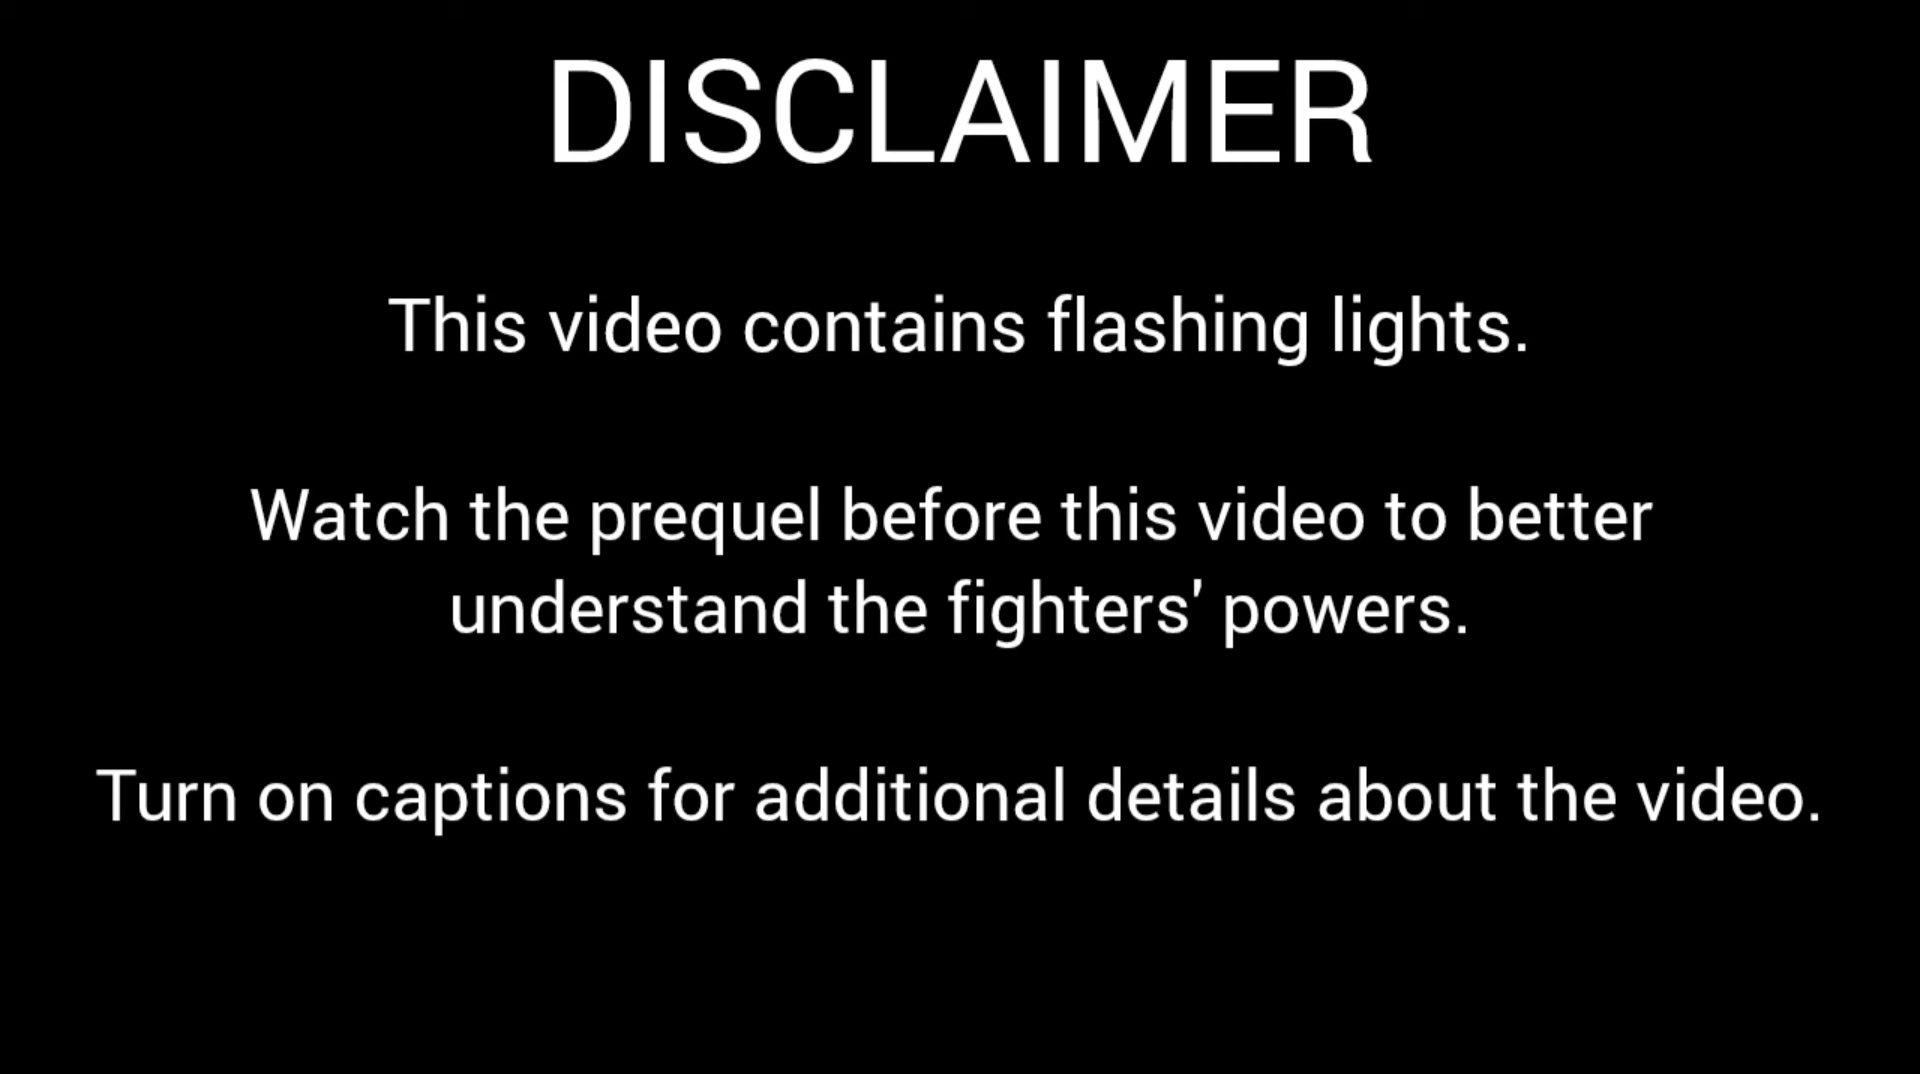 DISCLAIMER
This video contains flashing lights.
Watch the prequel before this video to better
understand the fighters' powers.
Turn on captions for additional details about the video.